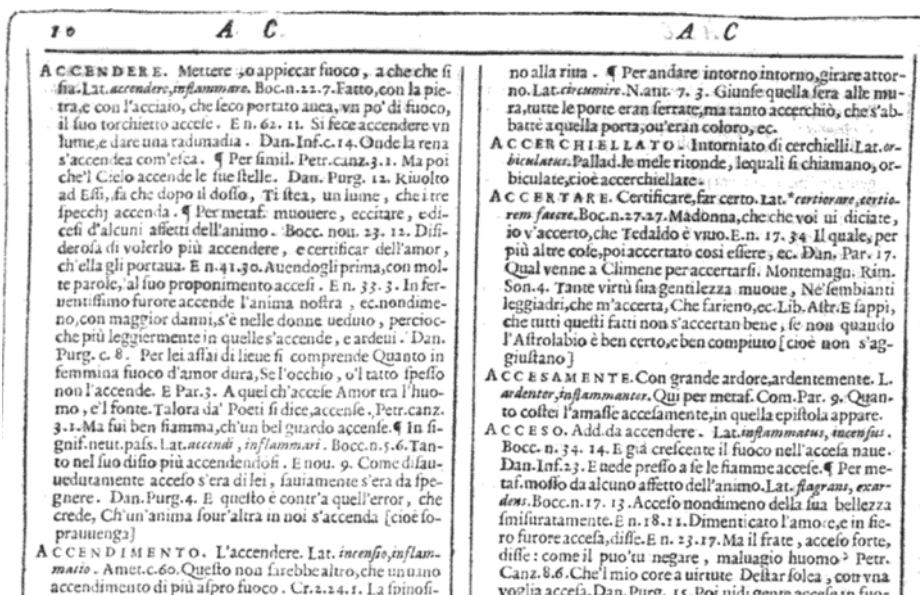 10 A C.
A C
ACCENDERE. Mettere, o appiccar fuoco, a che che si
sia. Lat. accendere, inflammare. Boc. n. 22. 7. Fatto, con la pie-
tra, e con l'acciaio, che seco portato auea, vn po' di fuoco,
il suo torchietto accese. E n. 62. 11. Si fece accendere vn
lume, e dare una radunadia. Dan. Inf. c. 14. Onde la rena
s'accendea com'esca. ¶ Per simil. Petr. canz. 3. 1. Ma poi
che'l Cielo accende le sue stelle. Dan. Purg. 12. Riuolto
ad Essi, fa che dopo il dosso, Ti stea, un lume, che i tre
specchj accenda. ¶ Per metaf. muouere, eccitare, e di-
cesi d'alcuni affetti dell'animo. Bocc. nou. 23. 12. Disi-
derosa di volerlo più accendere, e certificar dell'amor,
ch'ella gli portaua. E n. 41. 30. Auendogli prima, con mol-
te parole, al suo proponimento accesi. E n. 33. 3. In fer-
uentissimo furore accende l'anima nostra, ec. nondime-
no, con maggior danni, s'è nelle donne ueduto, percioc-
che più leggiermente in quelle s'accende, e ardeui. Dan.
Purg. c. 8. Per lei assai di lieue si comprende Quanto in
femmina fuoco d'amor dura, Se l'occhio, o'l tatto spesso
non l'accende. E Par. 3. A quel ch'accese Amor tra l'huo-
mo, e'l fonte. Talora da' Poeti si dice, accense. Petr. canz.
3. 1. Ma fui ben fiamma, ch'un bel guardo accense. ¶ In si-
gnif. neut. pass. Lat. accendi, inflammari. Bocc. n. 5. 6. Tan-
to nel suo disio più accendendosi. E nou. 9. Come disau-
uedutamente acceso s'era di lei, sauiamente s'era da spe-
gnere. Dan. Purg. 4. E questo è contr'a quell'error, che
crede, Ch'un'anima sour'altra in noi s'accenda [cioè so-
prauuenga]
ACCENDIMENTO. L'accendere. Lat. incensio, inflam-
matio. Amet. c. 60. Questo non sarebbe altro, che un uano
accendimento di più aspro fuoco. Cr. 2. 24. 1. La spinosi-
no alla riua. ¶ Per andare intorno intorno, girare attor-
no. Lat. circumire. N. ant. 7. 3. Giunse quella sera alle mu-
ra, tutte le porte eran serrate, ma tanto accerchiò, che s'ab-
battè a quella porta, ou'eran coloro, ec.
ACCERCHIELLATO. Intorniato di cerchielli. Lat. or-
biculatus. Pallad. le mele ritonde, lequali si chiamano, or-
biculate, cioè accerchiellate.
ACCERTARE. Certificare, far certo. Lat. *certiorare, certio-
rem facere. Boc. n. 27. 27. Madonna, che che voi ui diciate,
io v'accerto, che Tedaldo è viuo. E. n. 17. 34 Il quale, per
più altre cose, poi accertato così essere, ec. Dan. Par. 17.
Qual venne a Climene per accertarsi. Montemagn. Rim.
Son. 4. Tante virtù sua gentilezza muoue, Ne' sembianti
leggiadri, che m'accerta, Che farieno, ec. Lib. Astr. E sappi,
che tutti questi fatti non s'accertan bene, se non quando
l'Astrolabio è ben certo, e ben compiuto [cioè non s'ag-
giustano]
ACCESAMENTE. Con grande ardore, ardentemente. L.
ardenter, inflammanter. Qui per metaf. Com. Par. 9. Quan-
to costei l'amasse accesamente, in quella epistola appare.
ACCESO. Add. da accendere. Lat. inflammatus, incensus.
Bocc. n. 34. 14. E già crescente il fuoco nell'accesa naue.
Dan. Inf. 23. E uede presso a se le fiamme accese. ¶ Per me-
taf. mosso da alcuno affetto dell'animo. Lat. flagrans, exar-
dens. Bocc. n. 17. 13. Acceso nondimeno della sua bellezza
smisuratamente. E n. 18. 11. Dimenticato l'amore, e in fie-
ro furore accesa, disse. E n. 23. 17. Ma il frate, acceso forte,
disse: come il puo'tu negare, maluagio huomo? Petr.
Canz. 8. 6. Che'l mio core a uirtute Destar solea, con vna
voglia accesa. Dan. Purg. 15. Poi uidi gente accese in fuo-